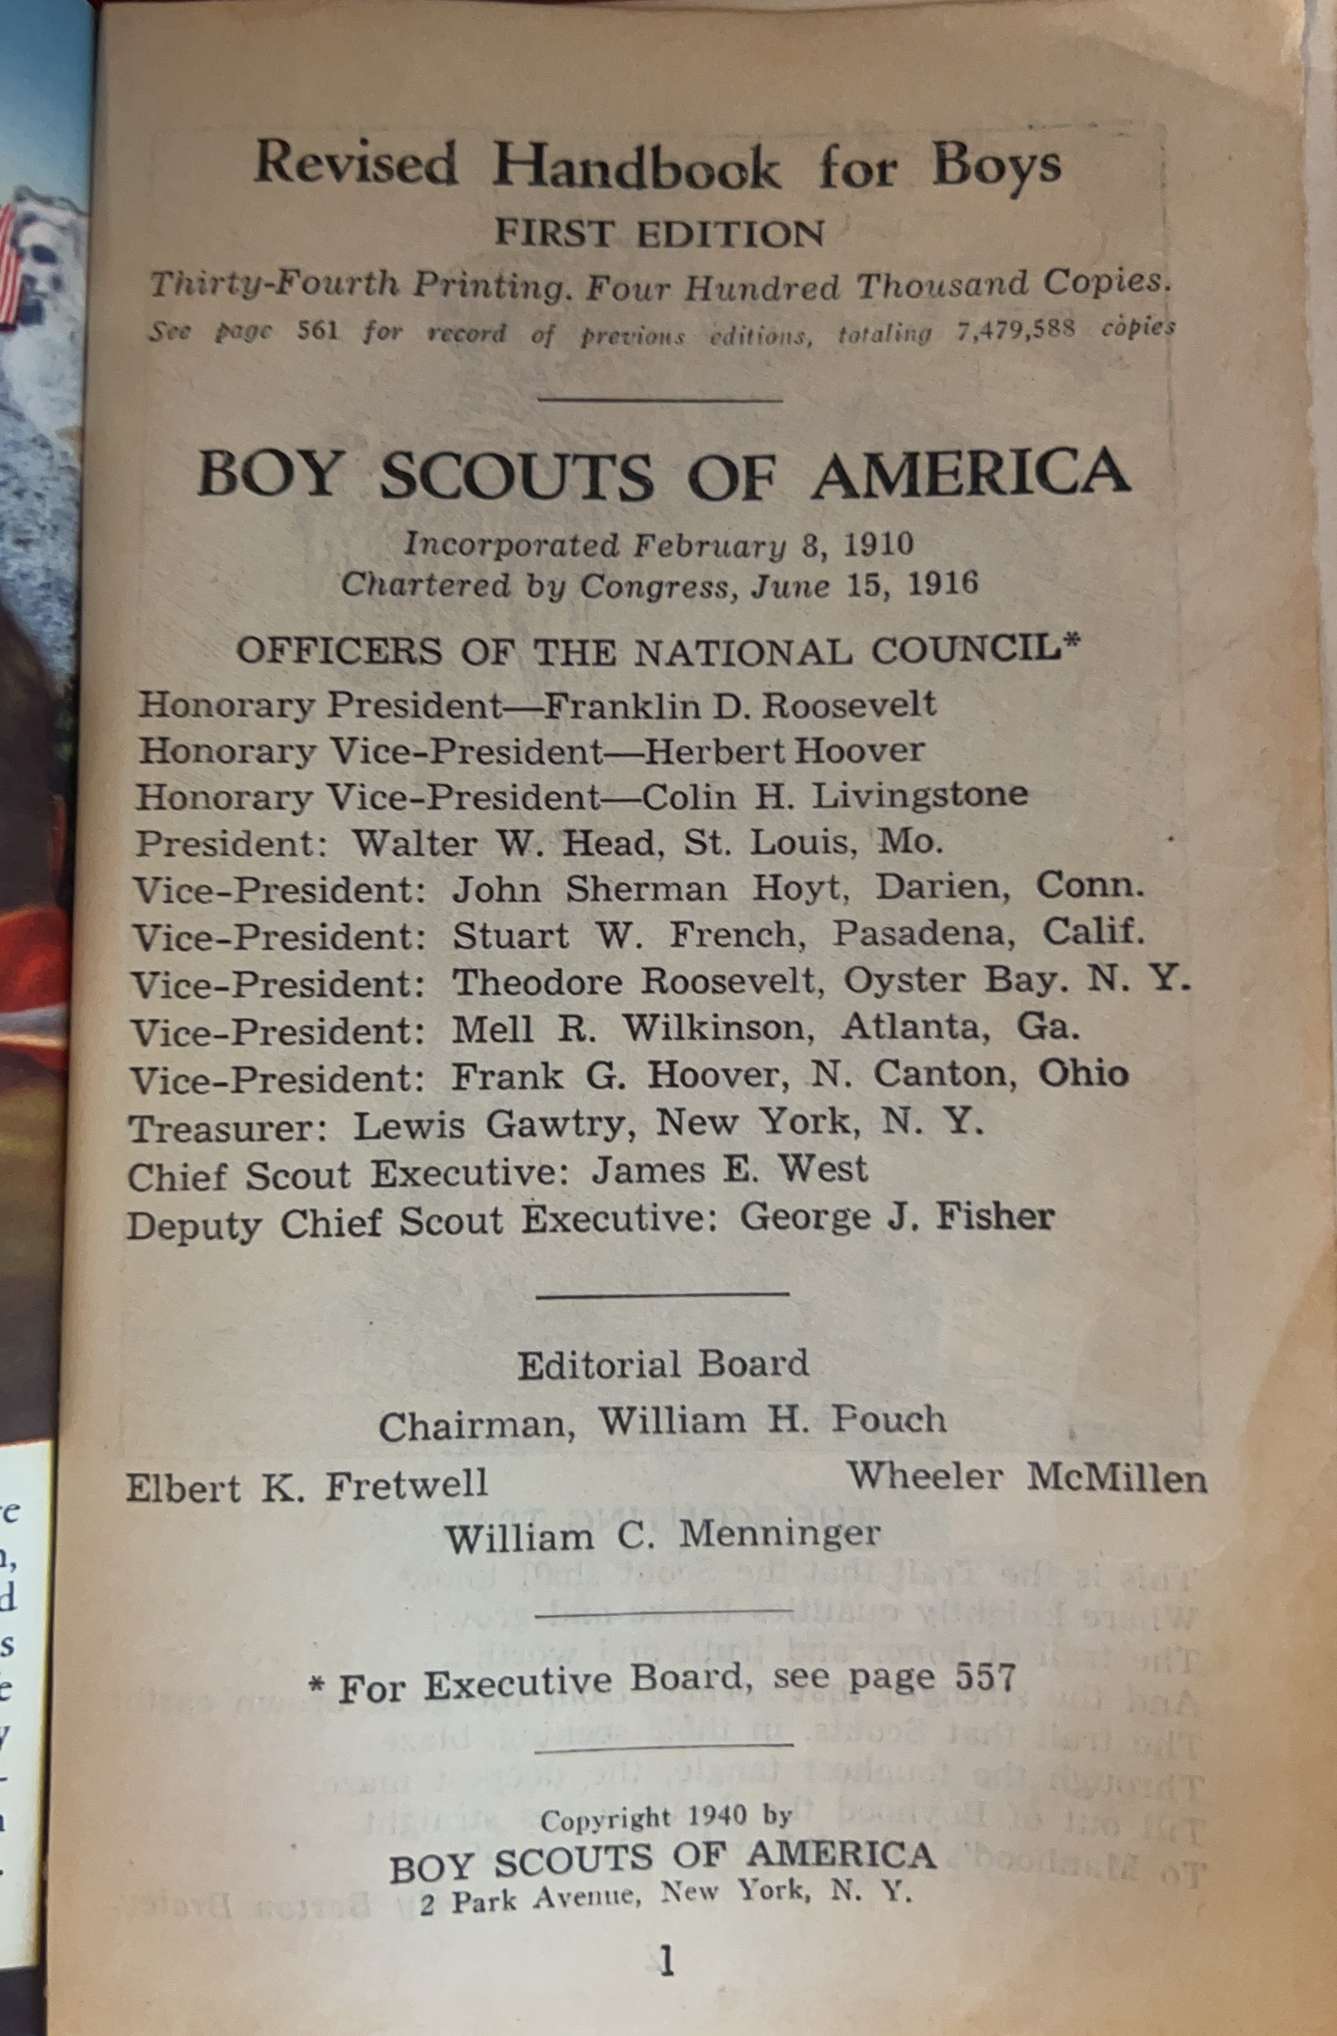 Revised Handbook for Boys
FIRST EDITION
Thirty-Fourth Printing. Four Hundred Thousand Copies.
See page 561 for record of previous editions, totaling 7,479,588 copies
BOY SCOUTS OF AMERICA
Incorporated February 8, 1910
Chartered by Congress, June 15, 1916
OFFICERS OF THE NATIONAL COUNCIL*
Honorary President—Franklin D. Roosevelt
Honorary Vice-President—Herbert Hoover
Honorary Vice-President—Colin H. Livingstone
President: Walter W. Head, St. Louis, Mo.
Vice-President: John Sherman Hoyt, Darien, Conn.
Vice-President: Stuart W. French, Pasadena, Calif.
Vice-President: Theodore Roosevelt, Oyster Bay. N. Y.
Vice-President: Mell R. Wilkinson, Atlanta, Ga.
Vice-President: Frank G. Hoover, N. Canton, Ohio
Treasurer: Lewis Gawtry, New York, N. Y.
Chief Scout Executive: James E. West
Deputy Chief Scout Executive: George J. Fisher
Editorial Board
Chairman, William H. Pouch
Elbert K. Fretwell Wheeler McMillen
William C. Menninger
* For Executive Board, see page 557
Copyright 1940 by
BOY SCOUTS OF AMERICA
2 Park Avenue, New York, N. Y.
1